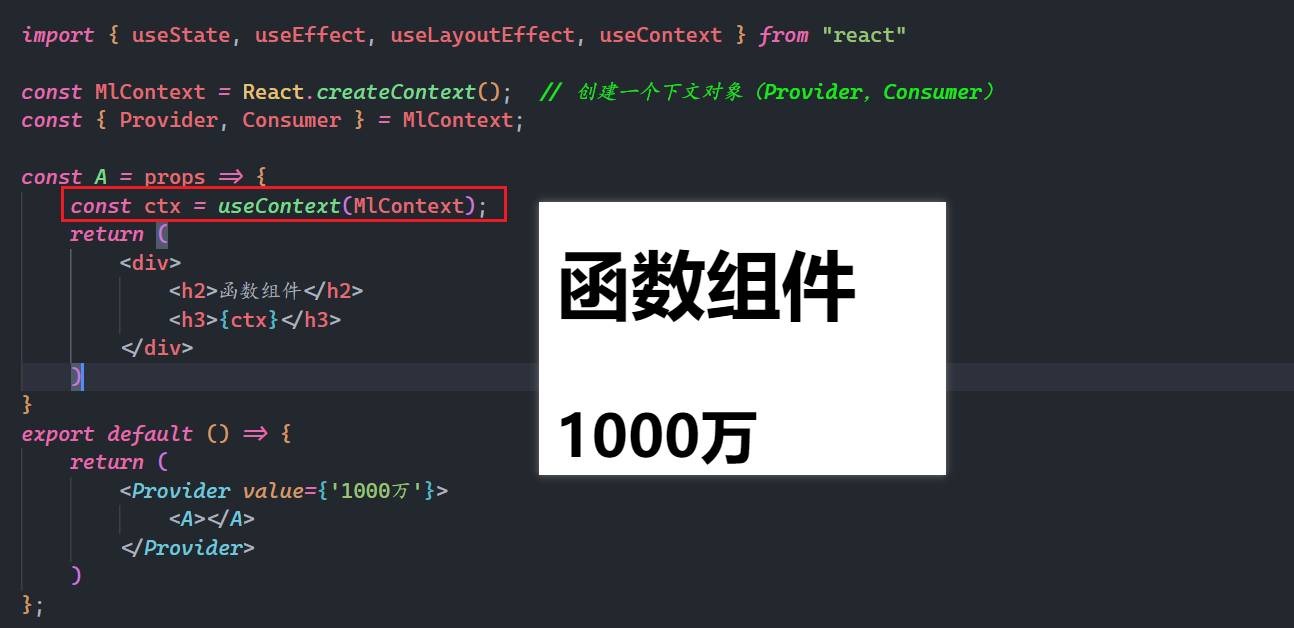 import { useState, useEffect, useLayoutEffect, useContext } from "react"
const MlContext = React.createContext(); // 创建一个下文对象（Provider, Consumer）
const { Provider, Consumer } = MlContext;
const A = props => {
const ctx = useContext(MlContext);
return (
<div>
<h2>函数组件</h2>
<h3>{ctx}</h3>
</div>
)
}
export default () => {
return (
<Provider value={'1000万'}>
<A></A>
</Provider>
)
};
函数组件
1000万